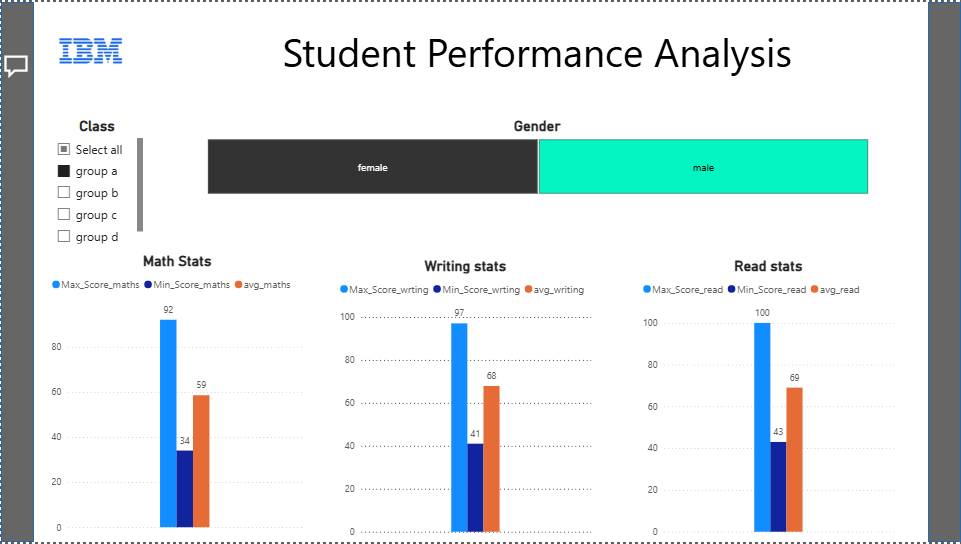 IBM
Student Performance Analysis
Class
Select all
group a
group b
group c
group d
Gender
female
male
Math Stats
Max_Score_maths Min_Score_maths avg_maths
92
34
59
80
60
40
20
0
Writing stats
Max_Score_wrting Min_Score_wrting avg_writing
97
41
68
100
80
60
40
20
0
Read stats
Max_Score_read Min_Score_read avg_read
100
43
69
100
80
60
40
20
0